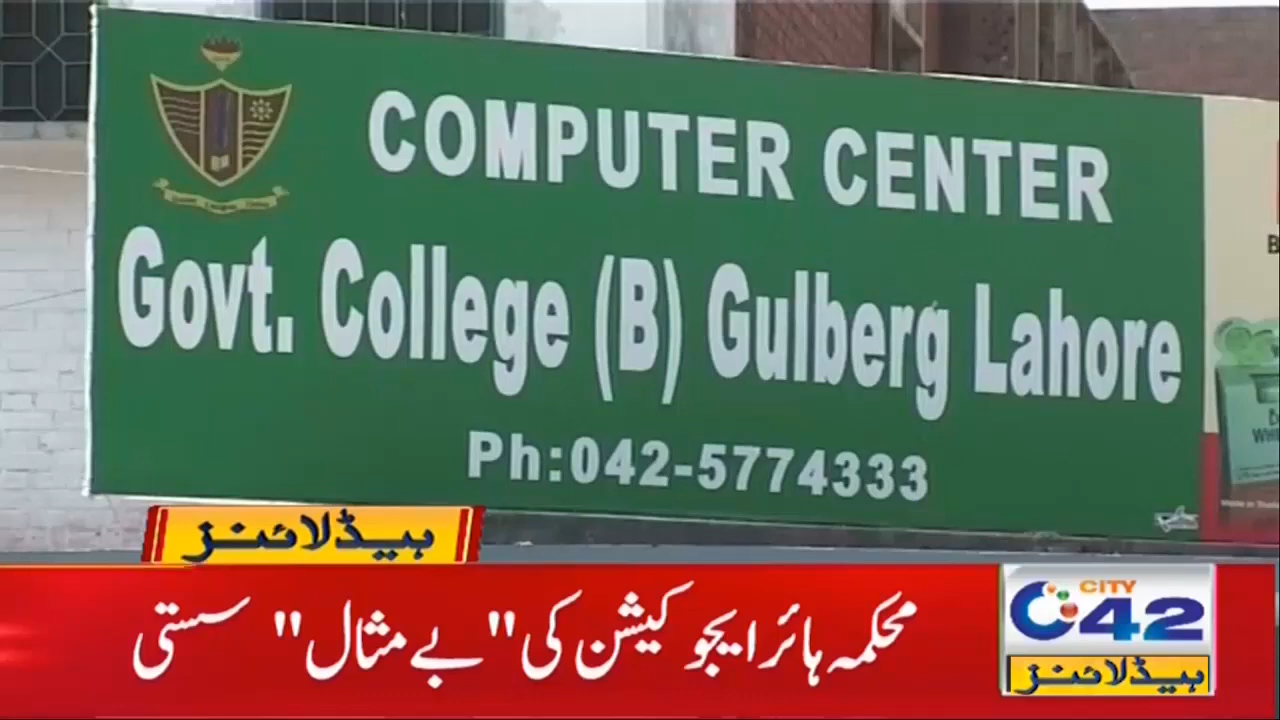 COMPUTER CENTER
Govt. College (B) Gulberg Lahore
Ph:042-5774333
ہیڈلائنز
محکمہ ہائر ایجوکیشن کی "بے مثال" سستی
CITY
42
ہیڈلائنز